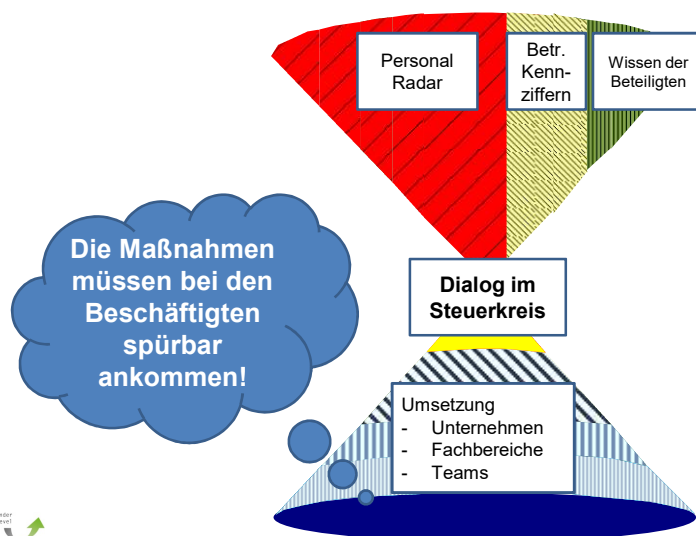 Personal
Radar
Betr.
Kenn-
ziffern
Wissen der
Beteiligten
Die Maßnahmen
müssen bei den
Beschäftigten
spürbar
ankommen!
Dialog im
Steuerkreis
Umsetzung
- Unternehmen
- Fachbereiche
- Teams